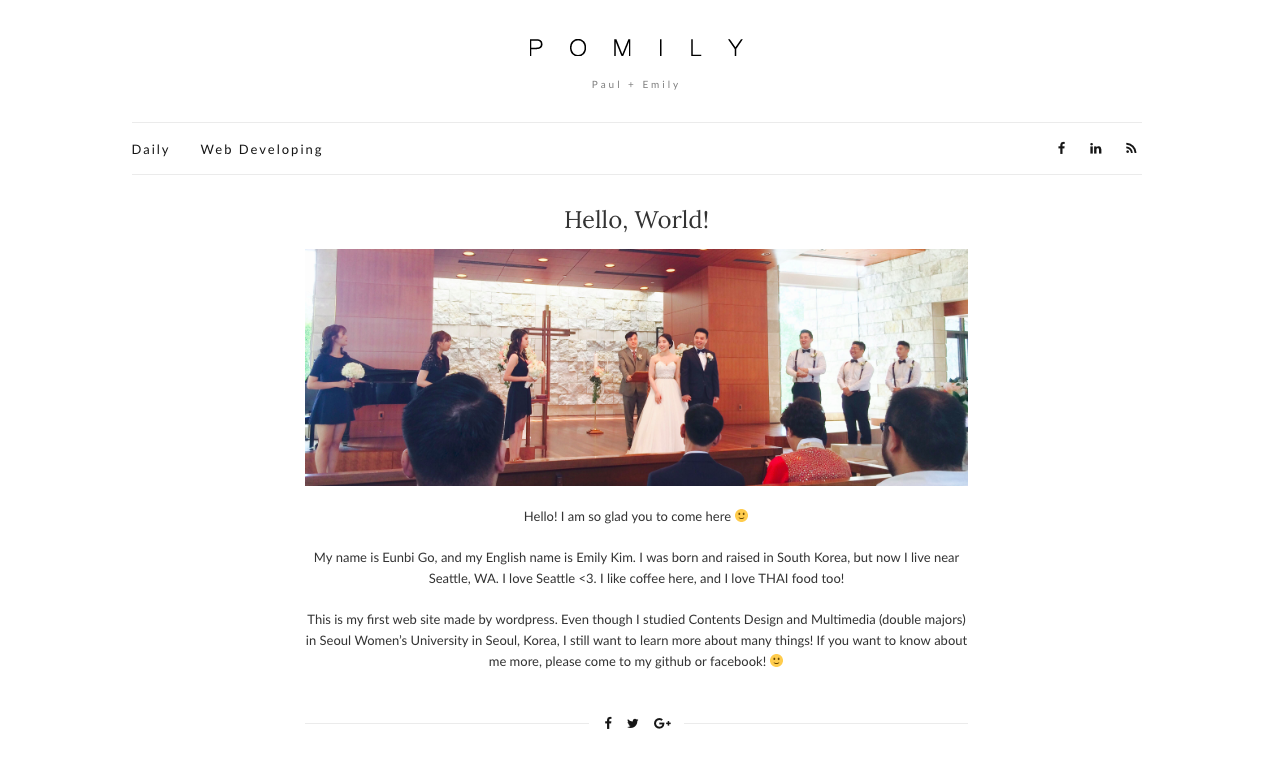 POMILY
Paul + Emily
Daily Web Developing
Hello, World!
Hello! I am so glad you to come here 🙂
My name is Eunbi Go, and my English name is Emily Kim. I was born and raised in South Korea, but now I live near
Seattle, WA. I love Seattle <3. I like coffee here, and I love THAI food too!
This is my first web site made by wordpress. Even though I studied Contents Design and Multimedia (double majors)
in Seoul Women’s University in Seoul, Korea, I still want to learn more about many things! If you want to know about
me more, please come to my github or facebook! 🙂